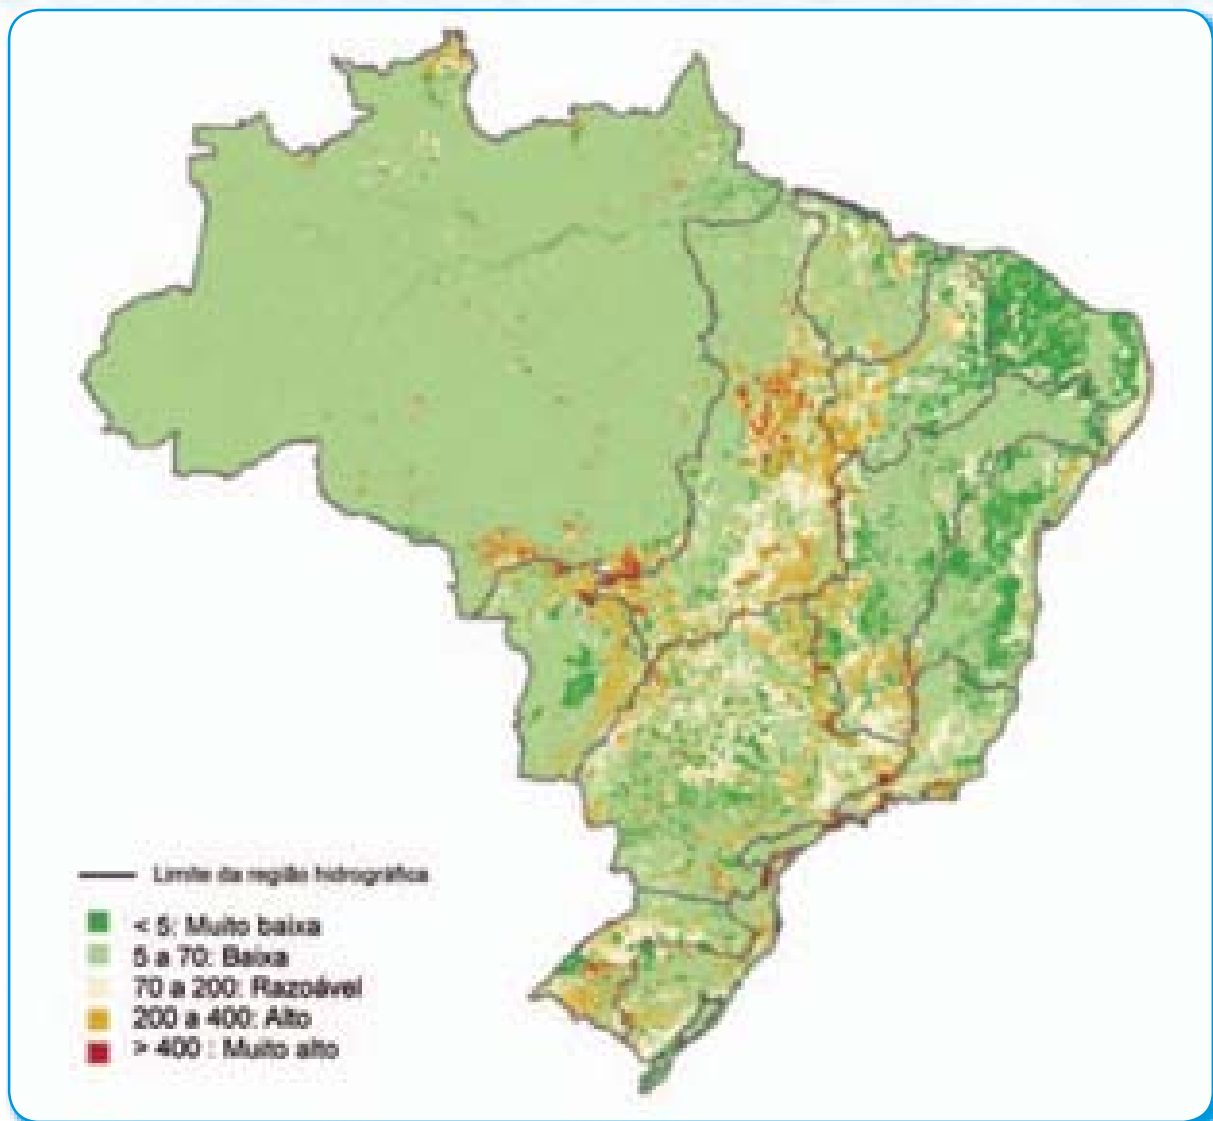 Limite da região hidrográfica
< 5: Muito baixa
5 a 70: Baixa
70 a 200: Razoável
200 a 400: Alto
> 400 : Muito alto